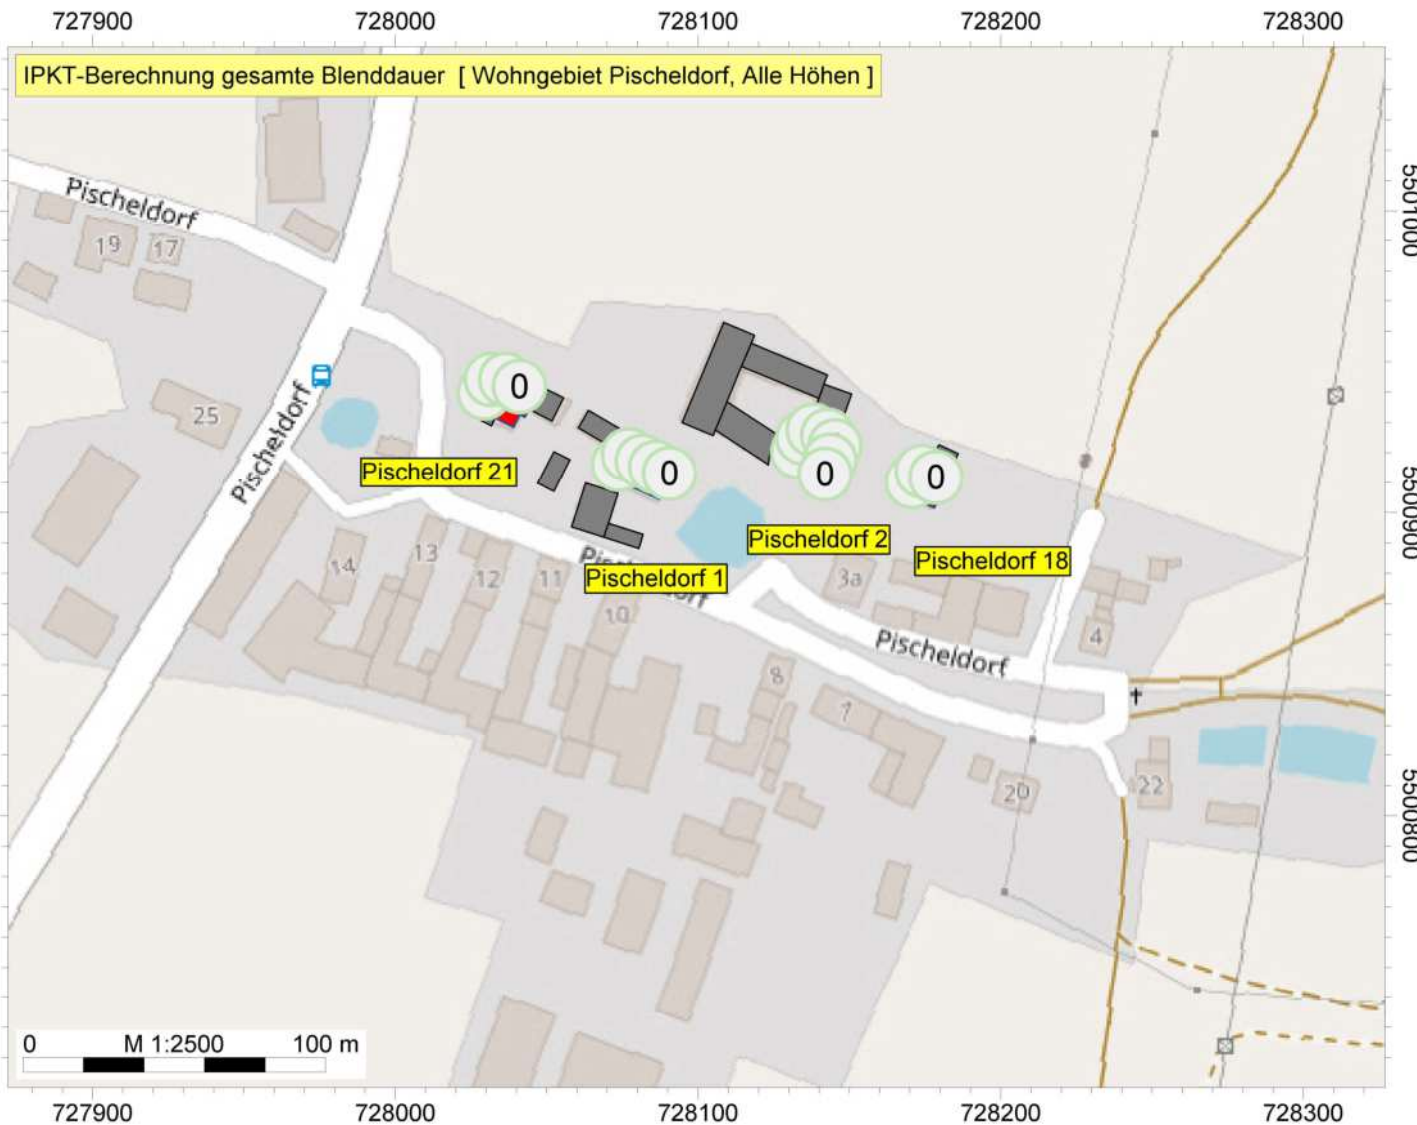 727900 728000 728100 728200 728300
IPKT-Berechnung gesamte Blenddauer [ Wohngebiet Pischeldorf, Alle Höhen ]
5501000
Pischeldorf
19 17
25
Pischeldorf
0
0
0
0
Pischeldorf 21
Pischeldorf 2
Pischeldorf 18
Pischeldorf 1
Pischeldorf
5500900
14 13 12 11 10
3a
4
Pischeldorf
8
7
20
22
5500800
0 M 1:2500 100 m
727900 728000 728100 728200 728300